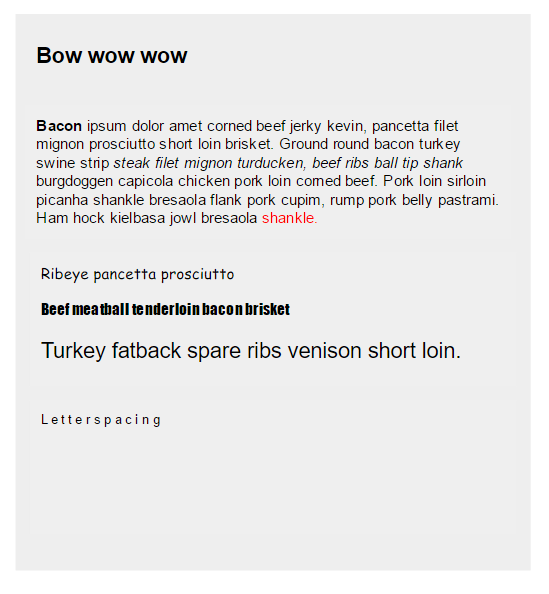 Bow wow wow
Bacon ipsum dolor amet corned beef jerky kevin, pancetta filet
mignon prosciutto short loin brisket. Ground round bacon turkey
swine strip steak filet mignon turducken, beef ribs ball tip shank
burgdoggen capicola chicken pork loin corned beef. Pork loin sirloin
picanha shankle bresaola flank pork cupim, rump pork belly pastrami.
Ham hock kielbasa jowl bresaola shankle.
Ribeye pancetta prosciutto
Beef meatball tenderloin bacon brisket
Turkey fatback spare ribs venison short loin.
Letterspacing